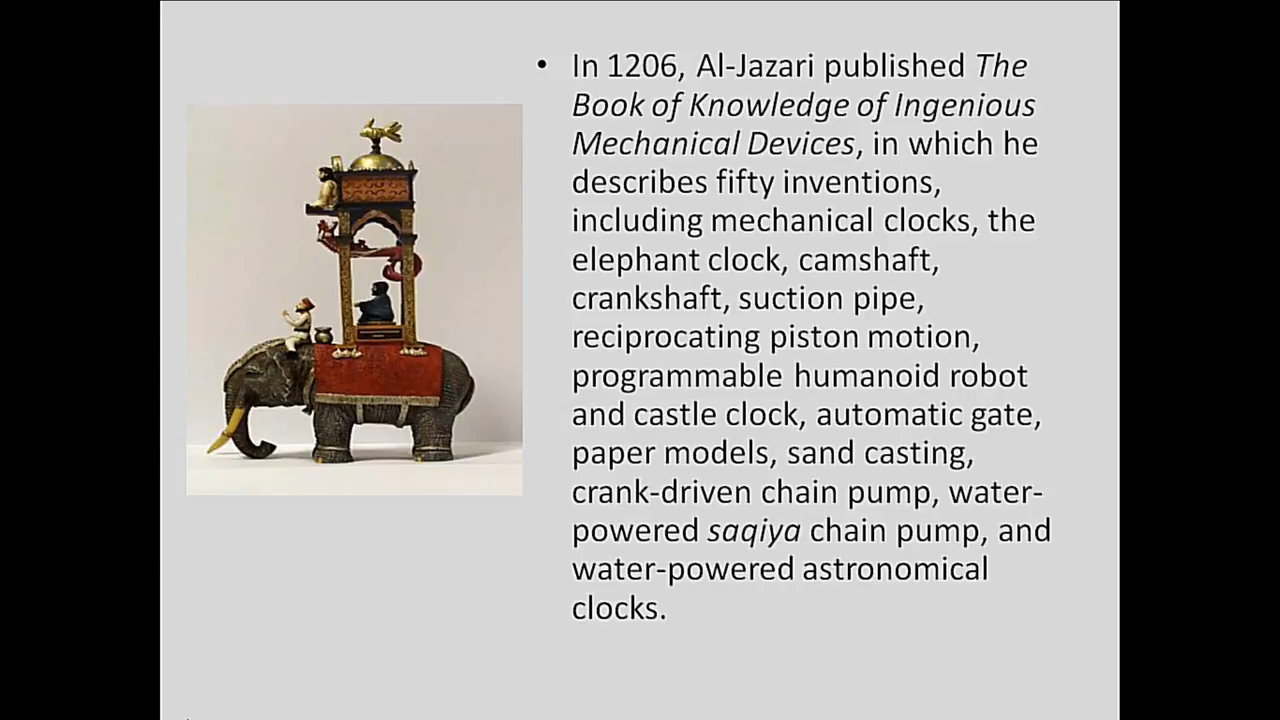 • In 1206, Al-Jazari published The
Book of Knowledge of Ingenious
Mechanical Devices, in which he
describes fifty inventions,
including mechanical clocks, the
elephant clock, camshaft,
crankshaft, suction pipe,
reciprocating piston motion,
programmable humanoid robot
and castle clock, automatic gate,
paper models, sand casting,
crank-driven chain pump, water-
powered saqiya chain pump, and
water-powered astronomical
clocks.